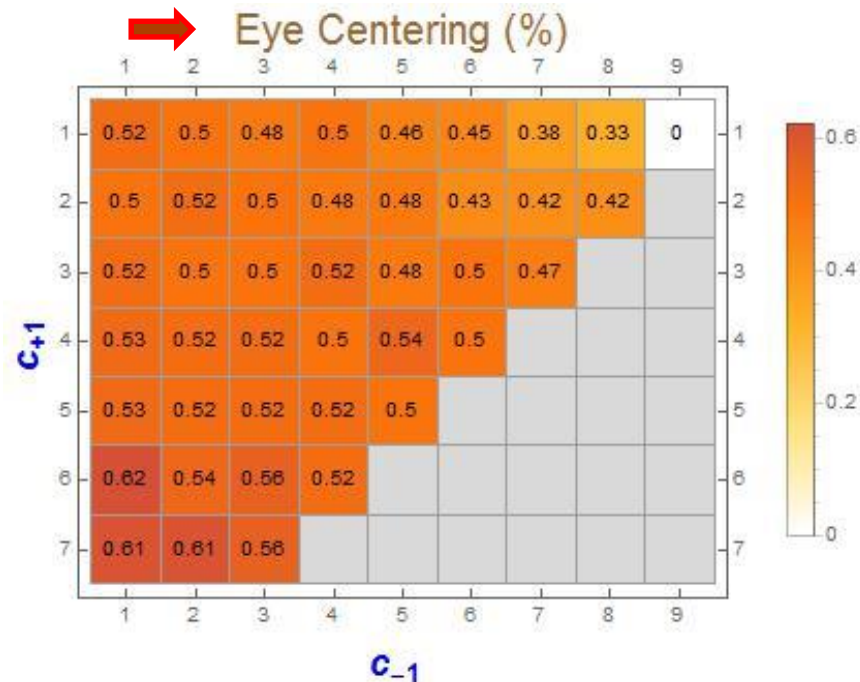 Eye Centering (%)
1 2 3 4 5 6 7 8 9
1 0.52 0.5 0.48 0.5 0.46 0.45 0.38 0.33 0 1
2 0.5 0.52 0.5 0.48 0.48 0.43 0.42 0.42 2
3 0.52 0.5 0.5 0.52 0.48 0.5 0.47 3
4 0.53 0.52 0.52 0.5 0.54 0.5 4
5 0.53 0.52 0.52 0.52 0.5 5
6 0.62 0.54 0.56 0.52 6
7 0.61 0.61 0.56 7
1 2 3 4 5 6 7 8 9
c+1
c−1
0.6
0.4
0.2
0